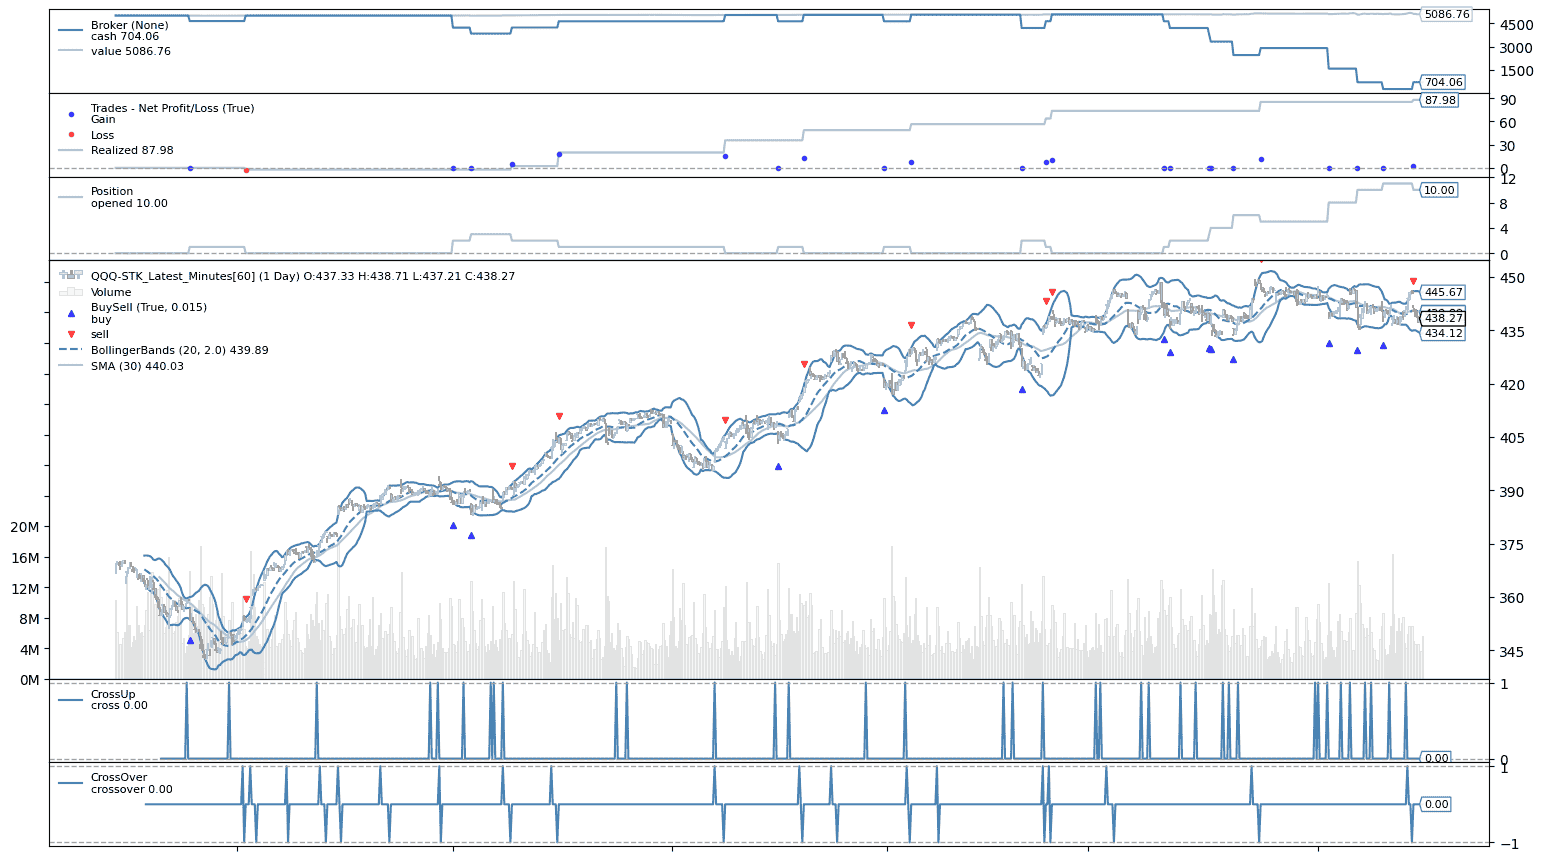 Broker (None)
cash 704.06
value 5086.76
5086.76
4500
3000
1500
704.06
Trades - Net Profit/Loss (True)
Gain
Loss
Realized 87.98
87.98
90
60
30
0
Position
opened 10.00
12
10.00
8
4
0
QQQ-STK_Latest_Minutes[60] (1 Day) O:437.33 H:438.71 L:437.21 C:438.27
Volume
BuySell (True, 0.015)
buy
sell
BollingerBands (20, 2.0) 439.89
SMA (30) 440.03
450
445.67
438.27
435
434.12
420
405
390
375
360
345
20M
16M
12M
8M
4M
0M
CrossUp
cross 0.00
1
0.00
0
CrossOver
crossover 0.00
1
0.00
−1